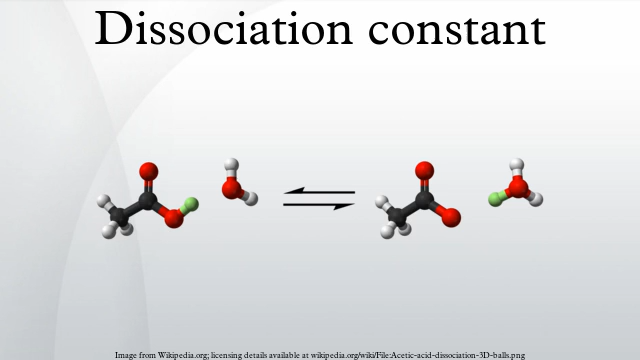 Dissociation constant
Image from Wikipedia.org; licensing details available at wikipedia.org/wiki/File:Acetic-acid-dissociation-3D-balls.png